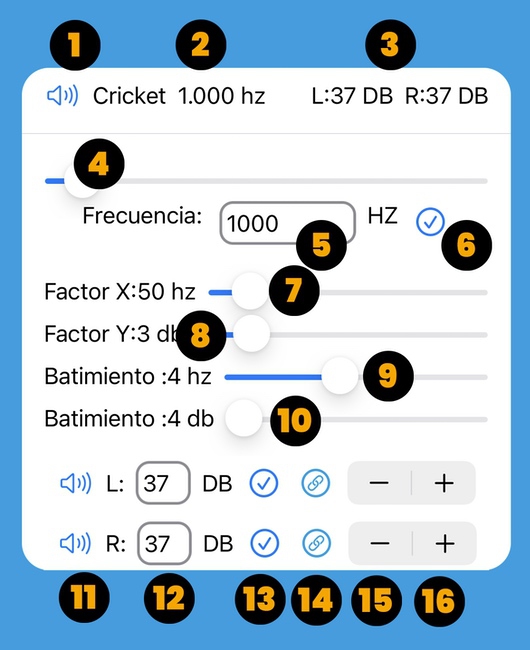 1 2 3
Cricket 1.000 hz L:37 DB R:37 DB
4
Frecuencia: 1000 HZ
5 6
Factor X:50 hz 7
Factor Y:3 db 8
Batimiento :4 hz 9
Batimiento :4 db 10
L: 37 DB − +
R: 37 DB − +
11 12 13 14 15 16